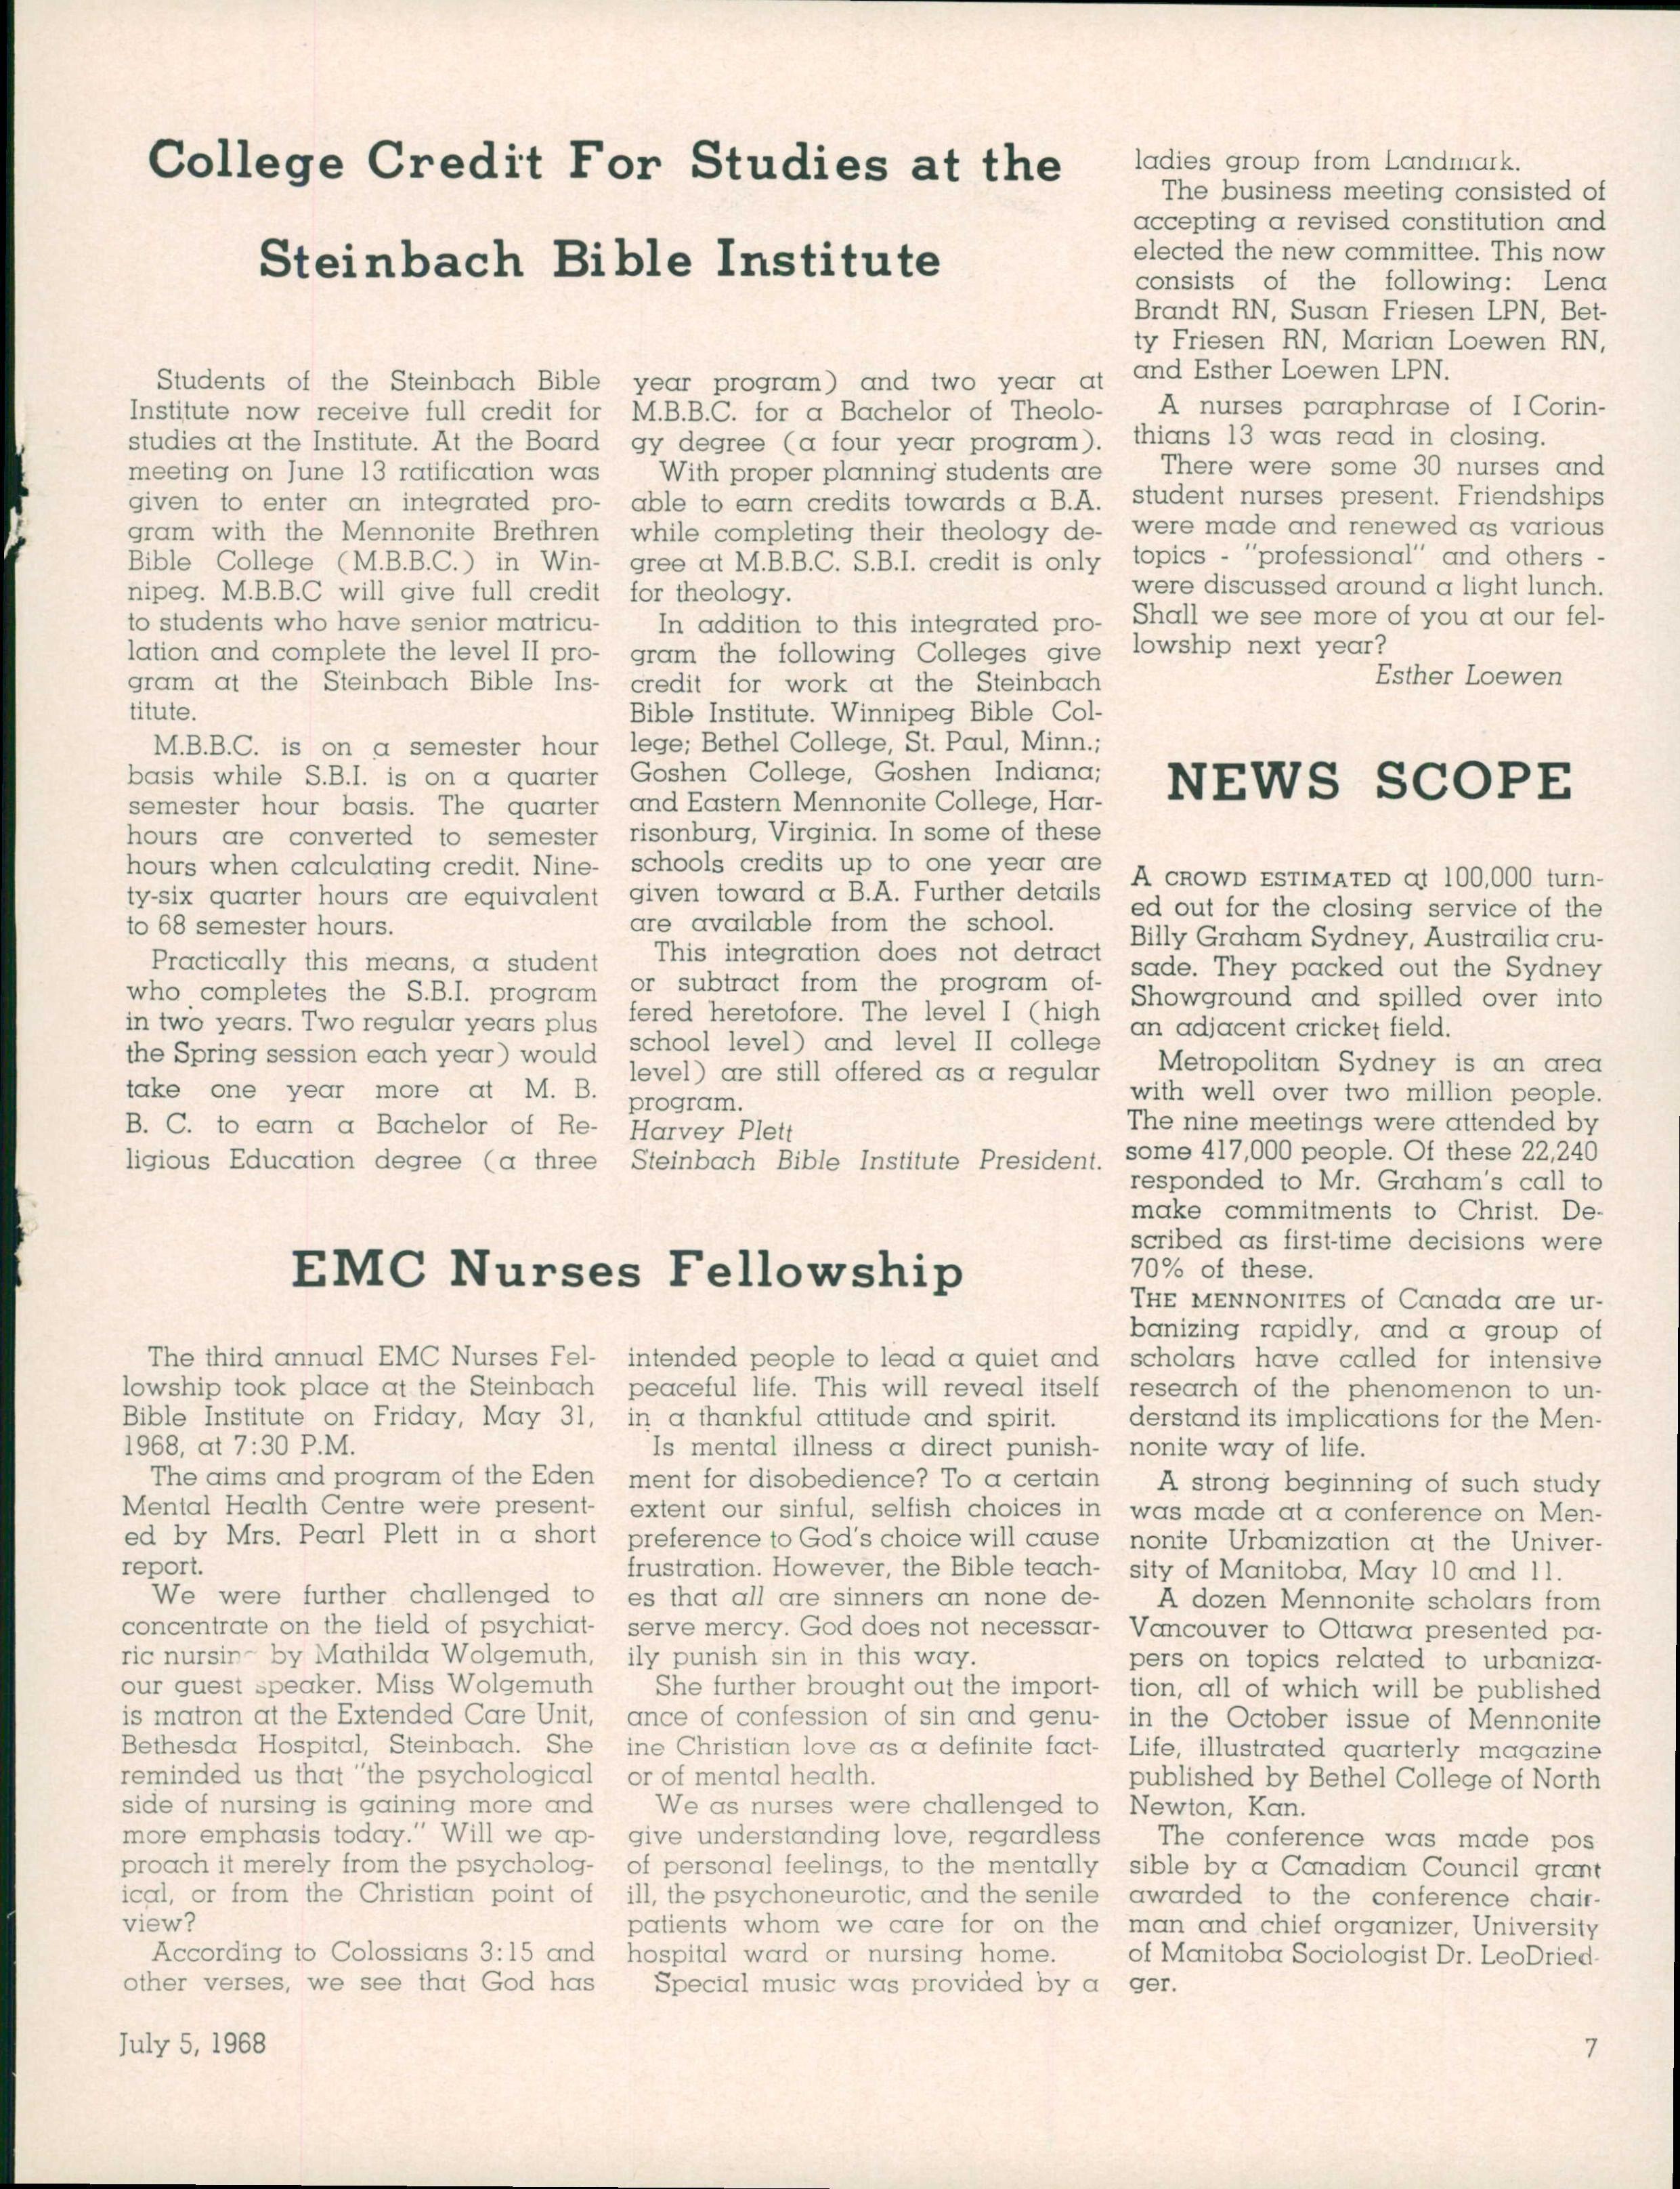 College Credit For Studies at the
Steinbach Bible Institute
Students of the Steinbach Bible
Institute now receive full credit for
studies at the Institute. At the Board
meeting on June 13 ratification was
given to enter an integrated pro-
gram with the Mennonite Brethren
Bible College (M.B.B.C.) in Win-
nipeg. M.B.B.C will give full credit
to students who have senior matricu-
lation and complete the level II pro-
gram at the Steinbach Bible Ins-
titute.
M.B.B.C. is on a semester hour
basis while S.B.I. is on a quarter
semester hour basis. The quarter
hours are converted to semester
hours when calculating credit. Nine-
ty-six quarter hours are equivalent
to 68 semester hours.
Practically this means, a student
who completes the S.B.I. program
in two years. Two regular years plus
the Spring session each year) would
take one year more at M. B.
B. C. to earn a Bachelor of Re-
ligious Education degree (a three
year program) and two year at
M.B.B.C. for a Bachelor of Theolo-
gy degree (a four year program).
With proper planning students are
able to earn credits towards a B.A.
while completing their theology de-
gree at M.B.B.C. S.B.I. credit is only
for theology.
In addition to this integrated pro-
gram the following Colleges give
credit for work at the Steinbach
Bible Institute. Winnipeg Bible Col-
lege; Bethel College, St. Paul, Minn.;
Goshen College, Goshen Indiana;
and Eastern Mennonite College, Har-
risonburg, Virginia. In some of these
schools credits up to one year are
given toward a B.A. Further details
are available from the school.
This integration does not detract
or subtract from the program of-
fered heretofore. The level I (high
school level) and level II college
level) are still offered as a regular
program.
Harvey Plett
Steinbach Bible Institute President.
EMC Nurses Fellowship
The third annual EMC Nurses Fel-
lowship took place at the Steinbach
Bible Institute on Friday, May 31,
1968, at 7:30 P.M.
The aims and program of the Eden
Mental Health Centre were present-
ed by Mrs. Pearl Plett in a short
report.
We were further challenged to
concentrate on the field of psychiat-
ric nursin by Mathilda Wolgemuth,
our guest speaker. Miss Wolgemuth
is matron at the Extended Care Unit,
Bethesda Hospital, Steinbach. She
reminded us that "the psychological
side of nursing is gaining more and
more emphasis today." Will we ap-
proach it merely from the psycholog-
ical, or from the Christian point of
view?
According to Colossians 3:15 and
other verses, we see that God has
intended people to lead a quiet and
peaceful life. This will reveal itself
in a thankful attitude and spirit.
Is mental illness a direct punish-
ment for disobedience? To a certain
extent our sinful, selfish choices in
preference to God's choice will cause
frustration. However, the Bible teach-
es that all are sinners an none de-
serve mercy. God does not necessar-
ily punish sin in this way.
She further brought out the import-
ance of confession of sin and genu-
ine Christian love as a definite fact-
or of mental health.
We as nurses were challenged to
give understanding love, regardless
of personal feelings, to the mentally
ill, the psychoneurotic, and the senile
patients whom we care for on the
hospital ward or nursing home.
Special music was provided by a
ladies group from Landmark.
The business meeting consisted of
accepting a revised constitution and
elected the new committee. This now
consists of the following: Lena
Brandt RN, Susan Friesen LPN, Bet-
ty Friesen RN, Marian Loewen RN,
and Esther Loewen LPN.
A nurses paraphrase of I Corin-
thians 13 was read in closing.
There were some 30 nurses and
student nurses present. Friendships
were made and renewed as various
topics - "professional" and others -
were discussed around a light lunch.
Shall we see more of you at our fel-
lowship next year?
Esther Loewen
NEWS SCOPE
A CROWD ESTIMATED at 100,000 turn-
ed out for the closing service of the
Billy Graham Sydney, Austrailia cru-
sade. They packed out the Sydney
Showground and spilled over into
an adjacent cricket field.
Metropolitan Sydney is an area
with well over two million people.
The nine meetings were attended by
some 417,000 people. Of these 22,240
responded to Mr. Graham's call to
make commitments to Christ. De-
scribed as first-time decisions were
70% of these.
THE MENNONITES of Canada are ur-
banizing rapidly, and a group of
scholars have called for intensive
research of the phenomenon to un-
derstand its implications for the Men-
nonite way of life.
A strong beginning of such study
was made at a conference on Men-
nonite Urbanization at the Univer-
sity of Manitoba, May 10 and 11.
A dozen Mennonite scholars from
Vancouver to Ottawa presented pa-
pers on topics related to urbaniza-
tion, all of which will be published
in the October issue of Mennonite
Life, illustrated quarterly magazine
published by Bethel College of North
Newton, Kan.
The conference was made pos
sible by a Canadian Council grant
awarded to the conference chair-
man and chief organizer, University
of Manitoba Sociologist Dr. LeoDried-
ger.
July 5, 1968
7